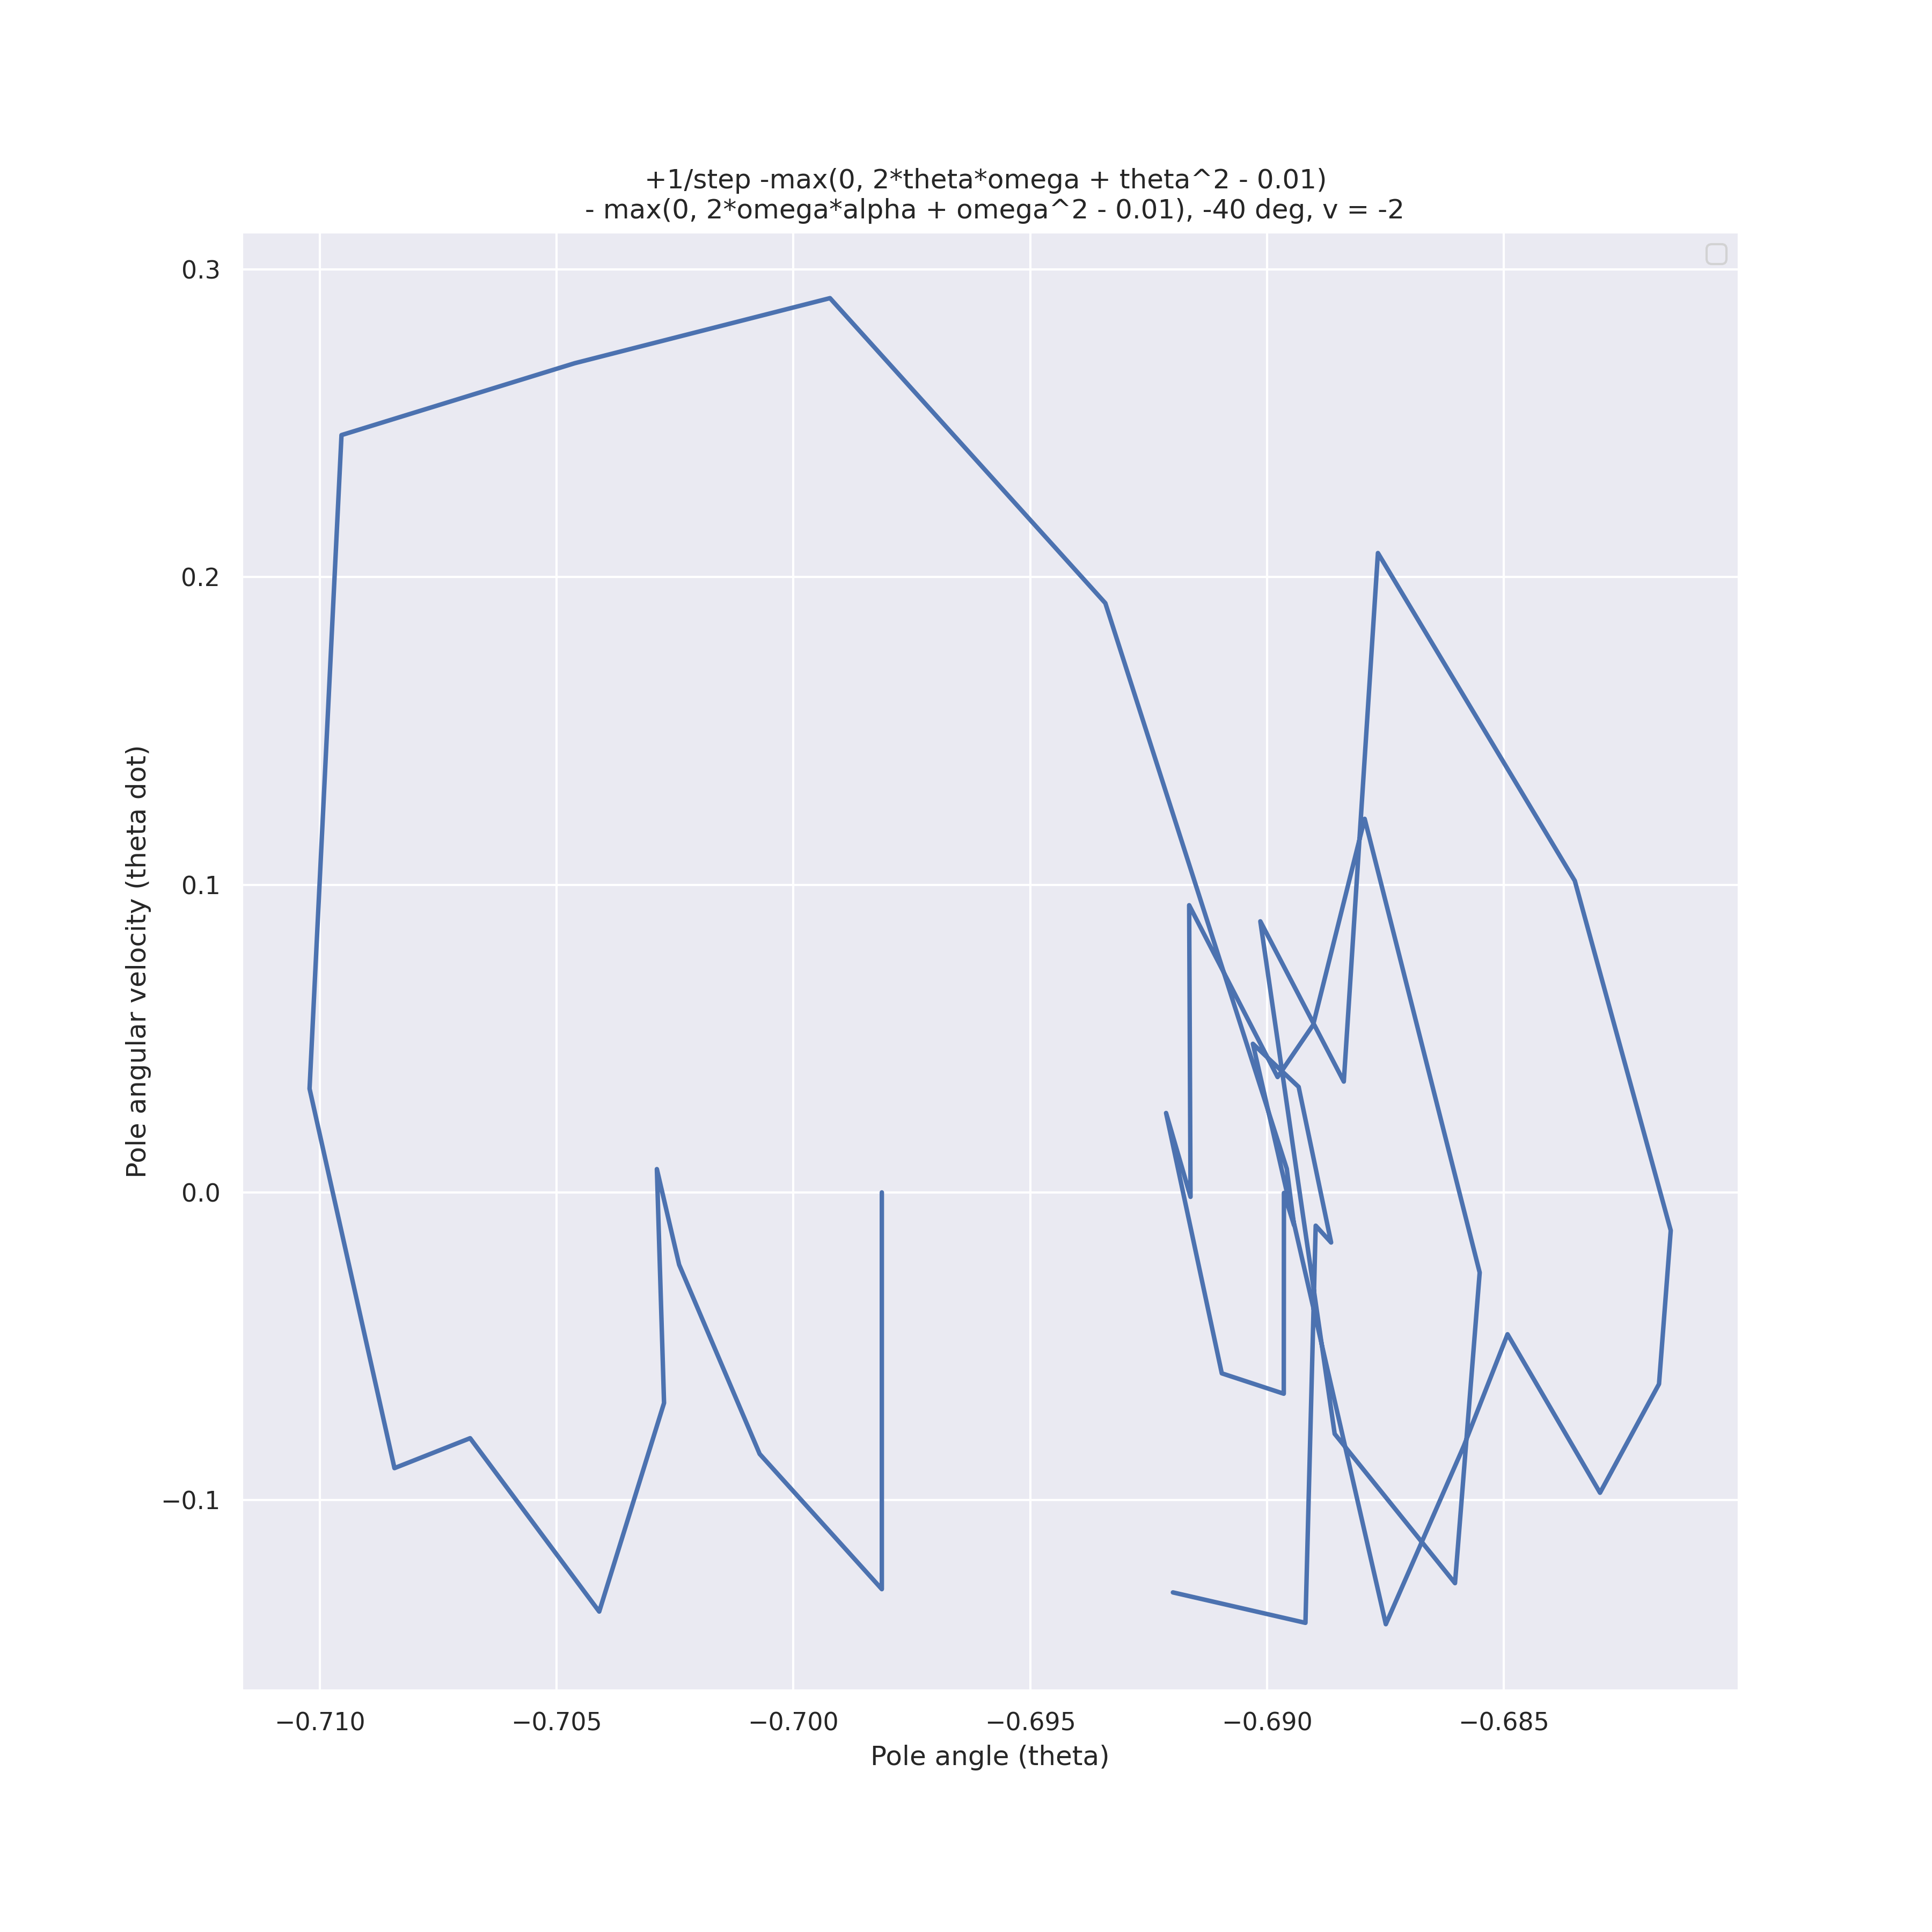 +1/step -max(0, 2*theta*omega + theta^2 - 0.01)
- max(0, 2*omega*alpha + omega^2 - 0.01), -40 deg, v = -2
0.3
0.2
0.1
0.0
−0.1
Pole angular velocity (theta dot)
−0.710
−0.705
−0.700
−0.695
−0.690
−0.685
Pole angle (theta)